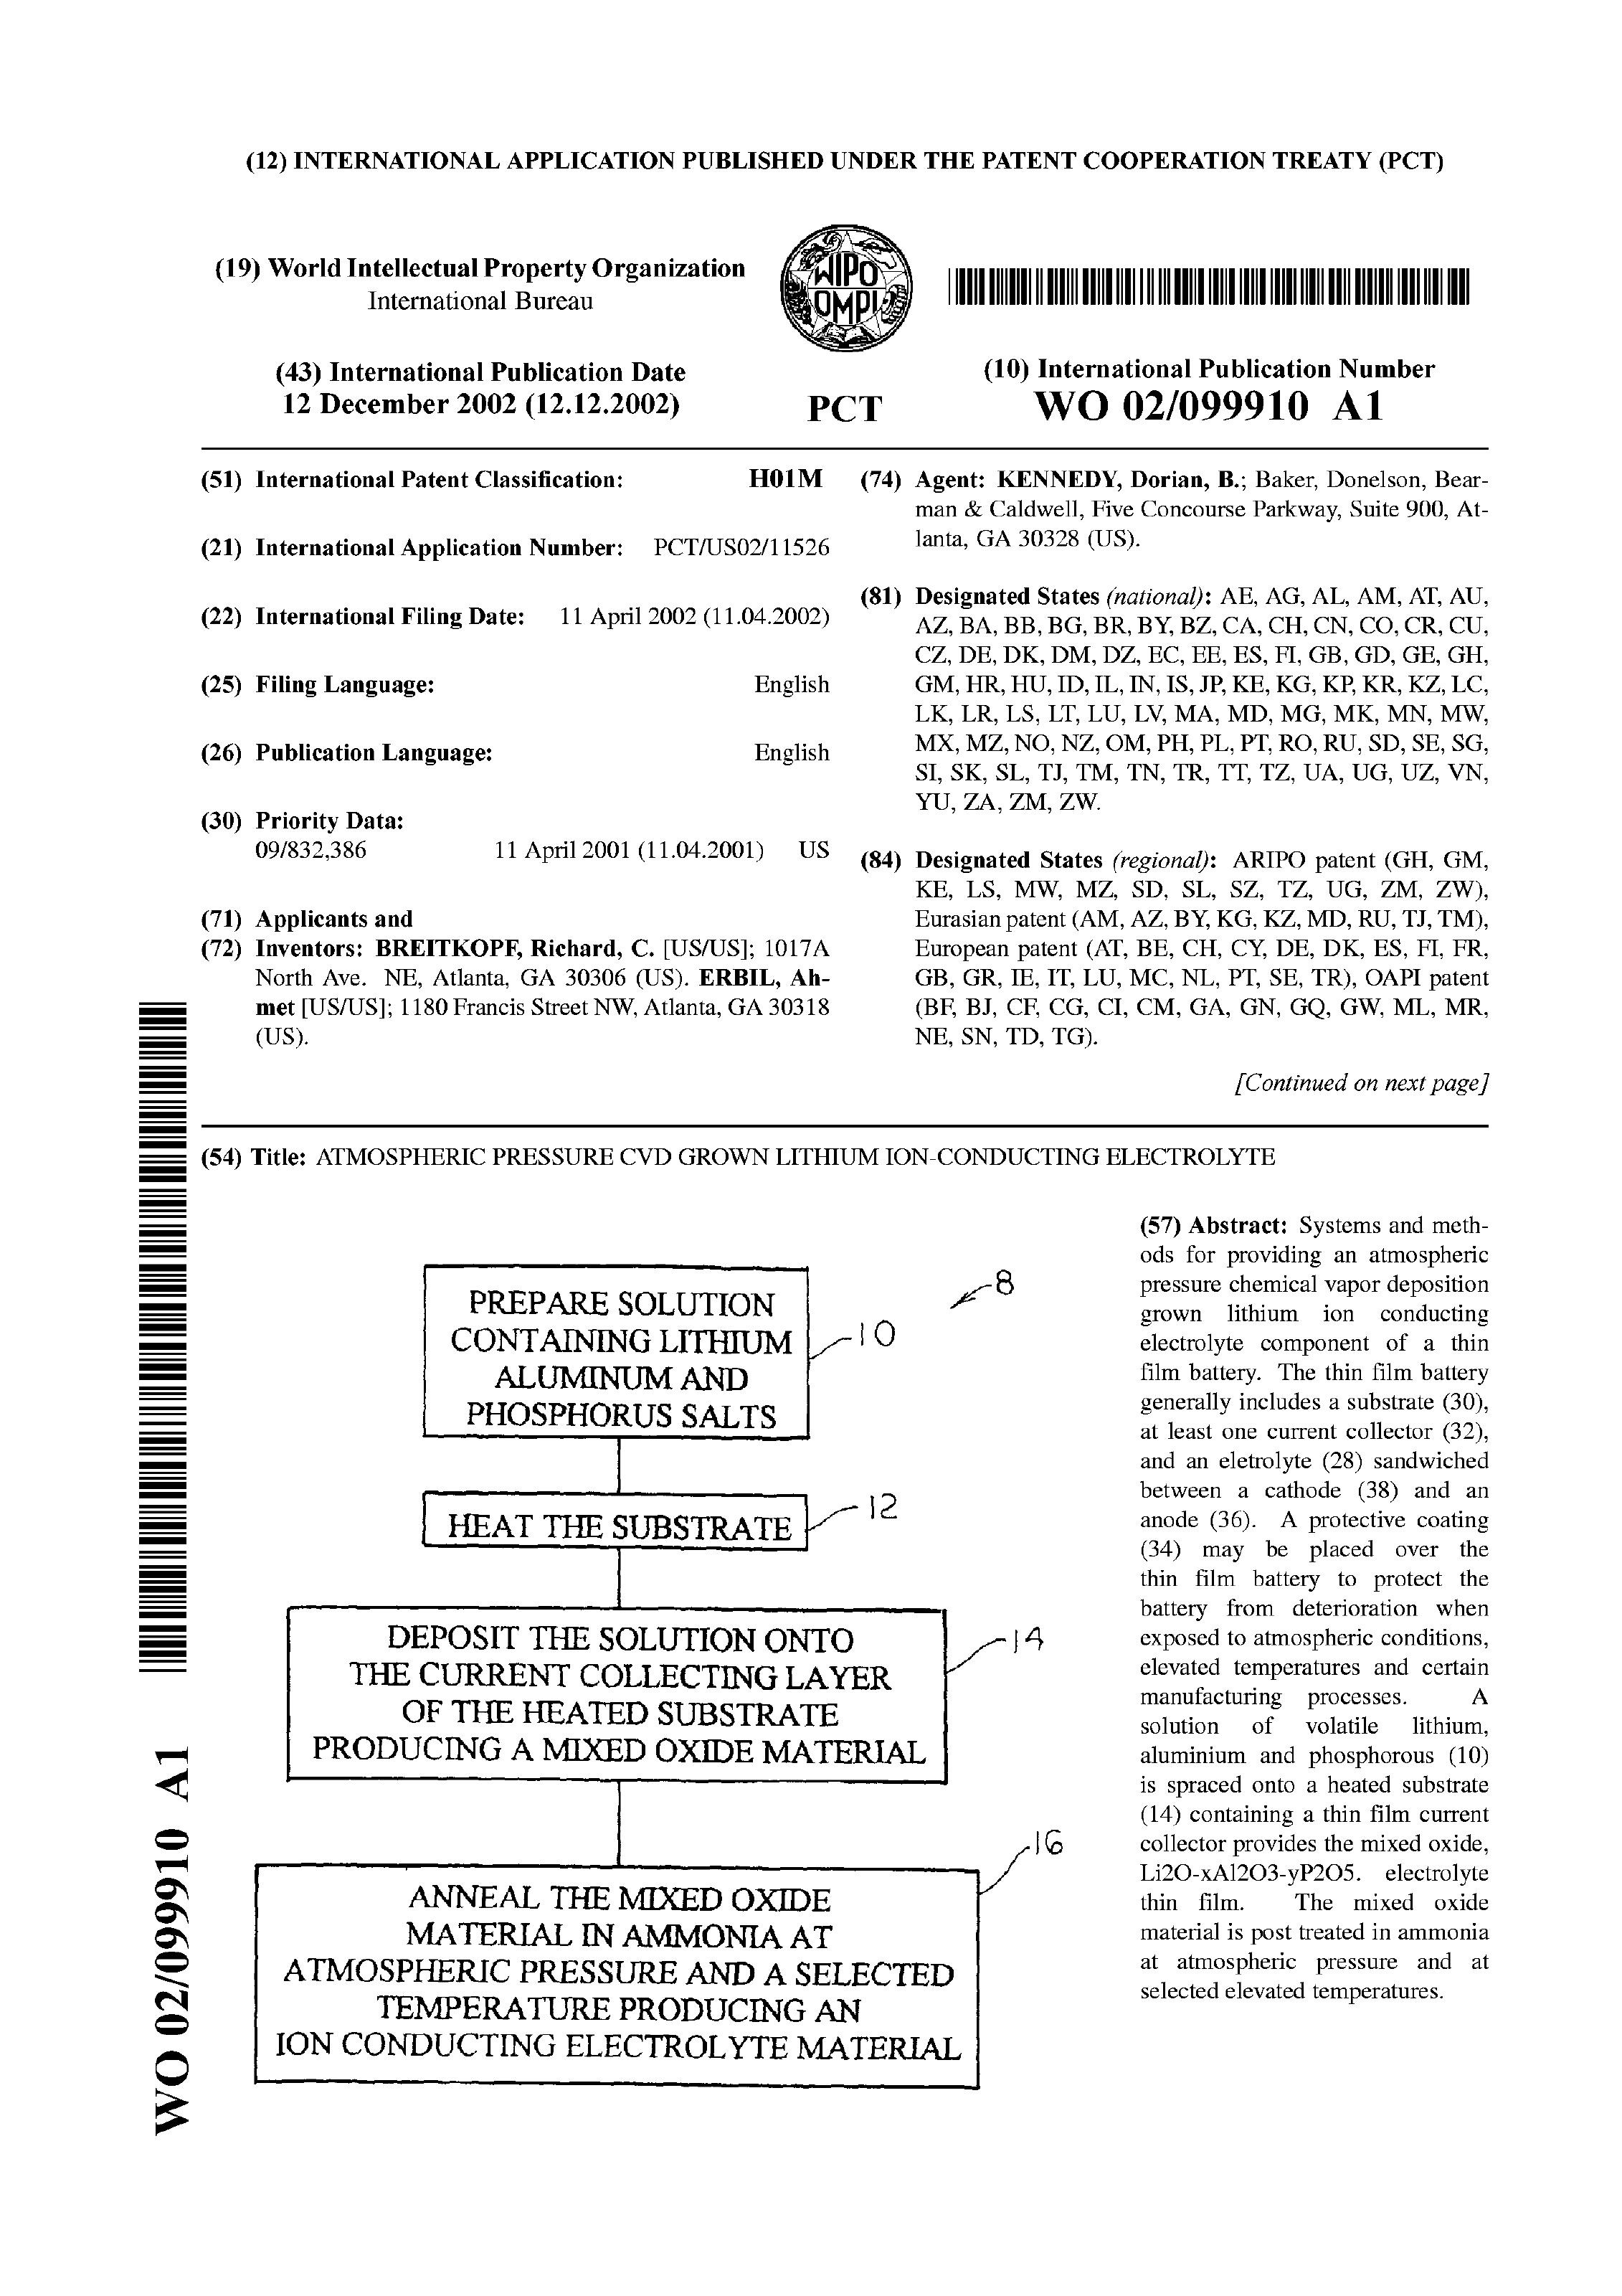 (12) INTERNATIONAL APPLICATION PUBLISHED UNDER THE PATENT COOPERATION TREATY (PCT)
(19) World Intellectual Property Organization
International Bureau
WIPO
OMPI
(43) International Publication Date
12 December 2002 (12.12.2002)
PCT
(10) International Publication Number
WO 02/099910 A1
(51) International Patent Classification: H01M
(21) International Application Number: PCT/US02/11526
(22) International Filing Date: 11 April 2002 (11.04.2002)
(25) Filing Language: English
(26) Publication Language: English
(30) Priority Data:
09/832,386 11 April 2001 (11.04.2001) US
(71) Applicants and
(72) Inventors: BREITKOPF, Richard, C. [US/US]; 1017A
North Ave. NE, Atlanta, GA 30306 (US). ERBIL, Ah-
met [US/US]; 1180 Francis Street NW, Atlanta, GA 30318
(US).
(74) Agent: KENNEDY, Dorian, B.; Baker, Donelson, Bear-
man & Caldwell, Five Concourse Parkway, Suite 900, At-
lanta, GA 30328 (US).
(81) Designated States (national): AE, AG, AL, AM, AT, AU,
AZ, BA, BB, BG, BR, BY, BZ, CA, CH, CN, CO, CR, CU,
CZ, DE, DK, DM, DZ, EC, EE, ES, FI, GB, GD, GE, GH,
GM, HR, HU, ID, IL, IN, IS, JP, KE, KG, KP, KR, KZ, LC,
LK, LR, LS, LT, LU, LV, MA, MD, MG, MK, MN, MW,
MX, MZ, NO, NZ, OM, PH, PL, PT, RO, RU, SD, SE, SG,
SI, SK, SL, TJ, TM, TN, TR, TT, TZ, UA, UG, UZ, VN,
YU, ZA, ZM, ZW.
(84) Designated States (regional): ARIPO patent (GH, GM,
KE, LS, MW, MZ, SD, SL, SZ, TZ, UG, ZM, ZW),
Eurasian patent (AM, AZ, BY, KG, KZ, MD, RU, TJ, TM),
European patent (AT, BE, CH, CY, DE, DK, ES, FI, FR,
GB, GR, IE, IT, LU, MC, NL, PT, SE, TR), OAPI patent
(BF, BJ, CF, CG, CI, CM, GA, GN, GQ, GW, ML, MR,
NE, SN, TD, TG).
[Continued on next page]
(54) Title: ATMOSPHERIC PRESSURE CVD GROWN LITHIUM ION-CONDUCTING ELECTROLYTE
8
PREPARE SOLUTION
CONTAINING LITHIUM
ALUMINUM AND
PHOSPHORUS SALTS
10
HEAT THE SUBSTRATE
12
DEPOSIT THE SOLUTION ONTO
THE CURRENT COLLECTING LAYER
OF THE HEATED SUBSTRATE
PRODUCING A MIXED OXIDE MATERIAL
14
ANNEAL THE MIXED OXIDE
MATERIAL IN AMMONIA AT
ATMOSPHERIC PRESSURE AND A SELECTED
TEMPERATURE PRODUCING AN
ION CONDUCTING ELECTROLYTE MATERIAL
16
(57) Abstract: Systems and meth-
ods for providing an atmospheric
pressure chemical vapor deposition
grown lithium ion conducting
electrolyte component of a thin
film battery. The thin film battery
generally includes a substrate (30),
at least one current collector (32),
and an eletrolyte (28) sandwiched
between a cathode (38) and an
anode (36). A protective coating
(34) may be placed over the
thin film battery to protect the
battery from deterioration when
exposed to atmospheric conditions,
elevated temperatures and certain
manufacturing processes. A
solution of volatile lithium,
aluminium and phosphorous (10)
is spraced onto a heated substrate
(14) containing a thin film current
collector provides the mixed oxide,
Li2O-xAl2O3-yP2O5. electrolyte
thin film. The mixed oxide
material is post treated in ammonia
at atmospheric pressure and at
selected elevated temperatures.
WO 02/099910 A1